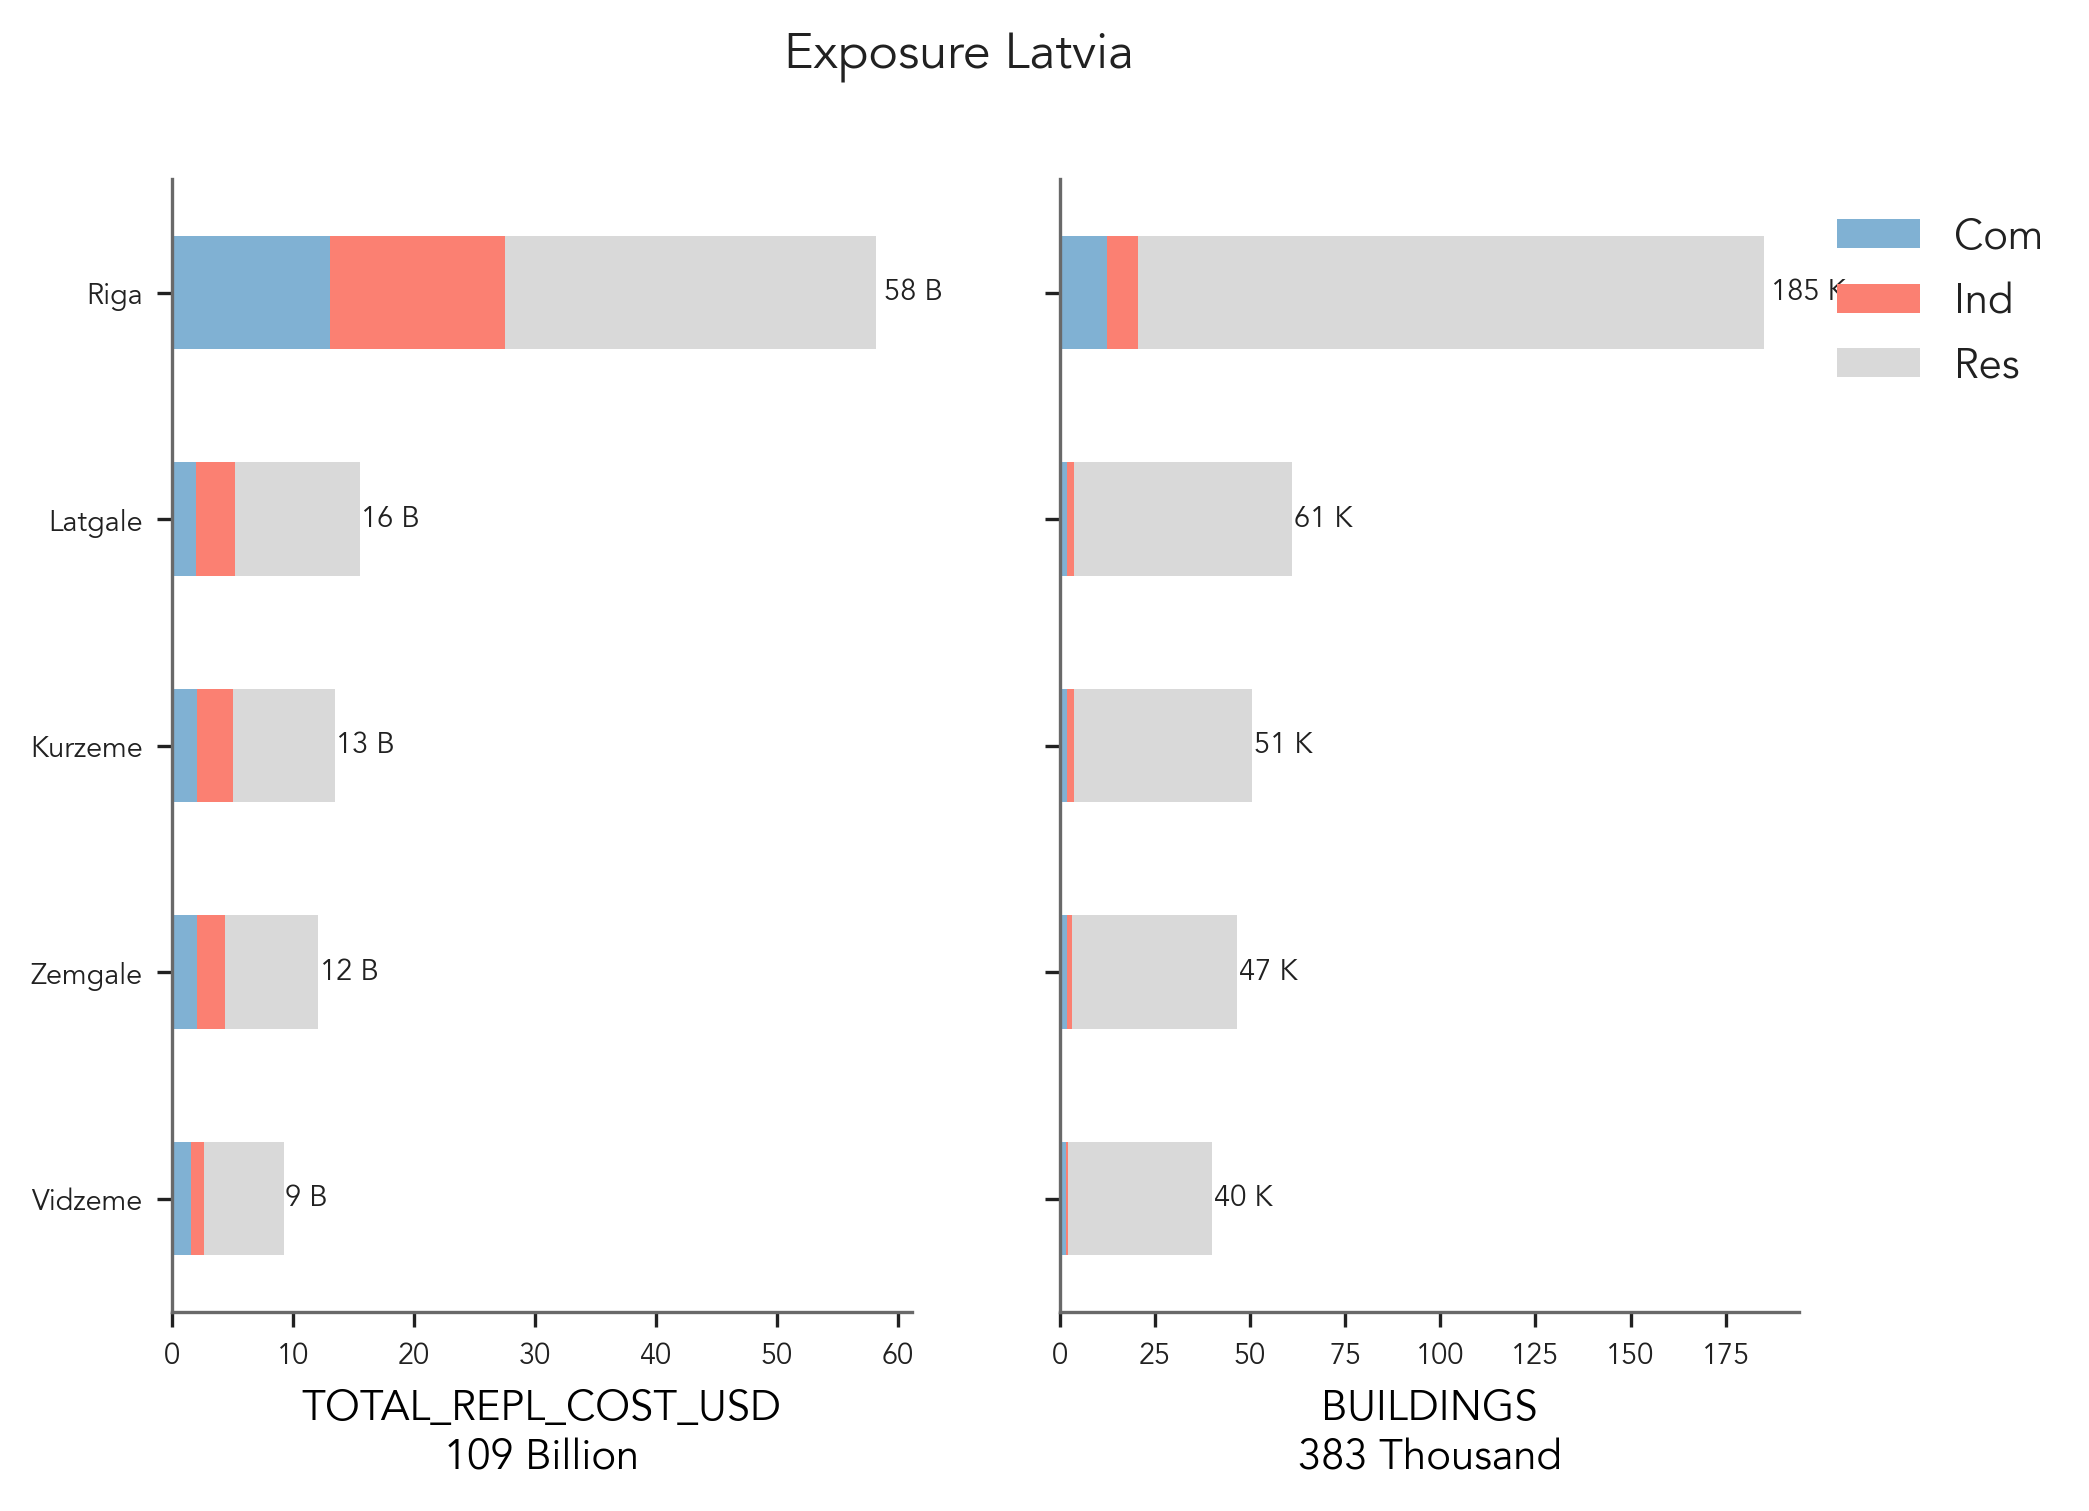 Exposure Latvia
Riga
58 B
Latgale
16 B
Kurzeme
13 B
Zemgale
12 B
Vidzeme
9 B
0 10 20 30 40 50 60
TOTAL_REPL_COST_USD
109 Billion
185 K
61 K
51 K
47 K
40 K
0 25 50 75 100 125 150 175
BUILDINGS
383 Thousand
Com
Ind
Res